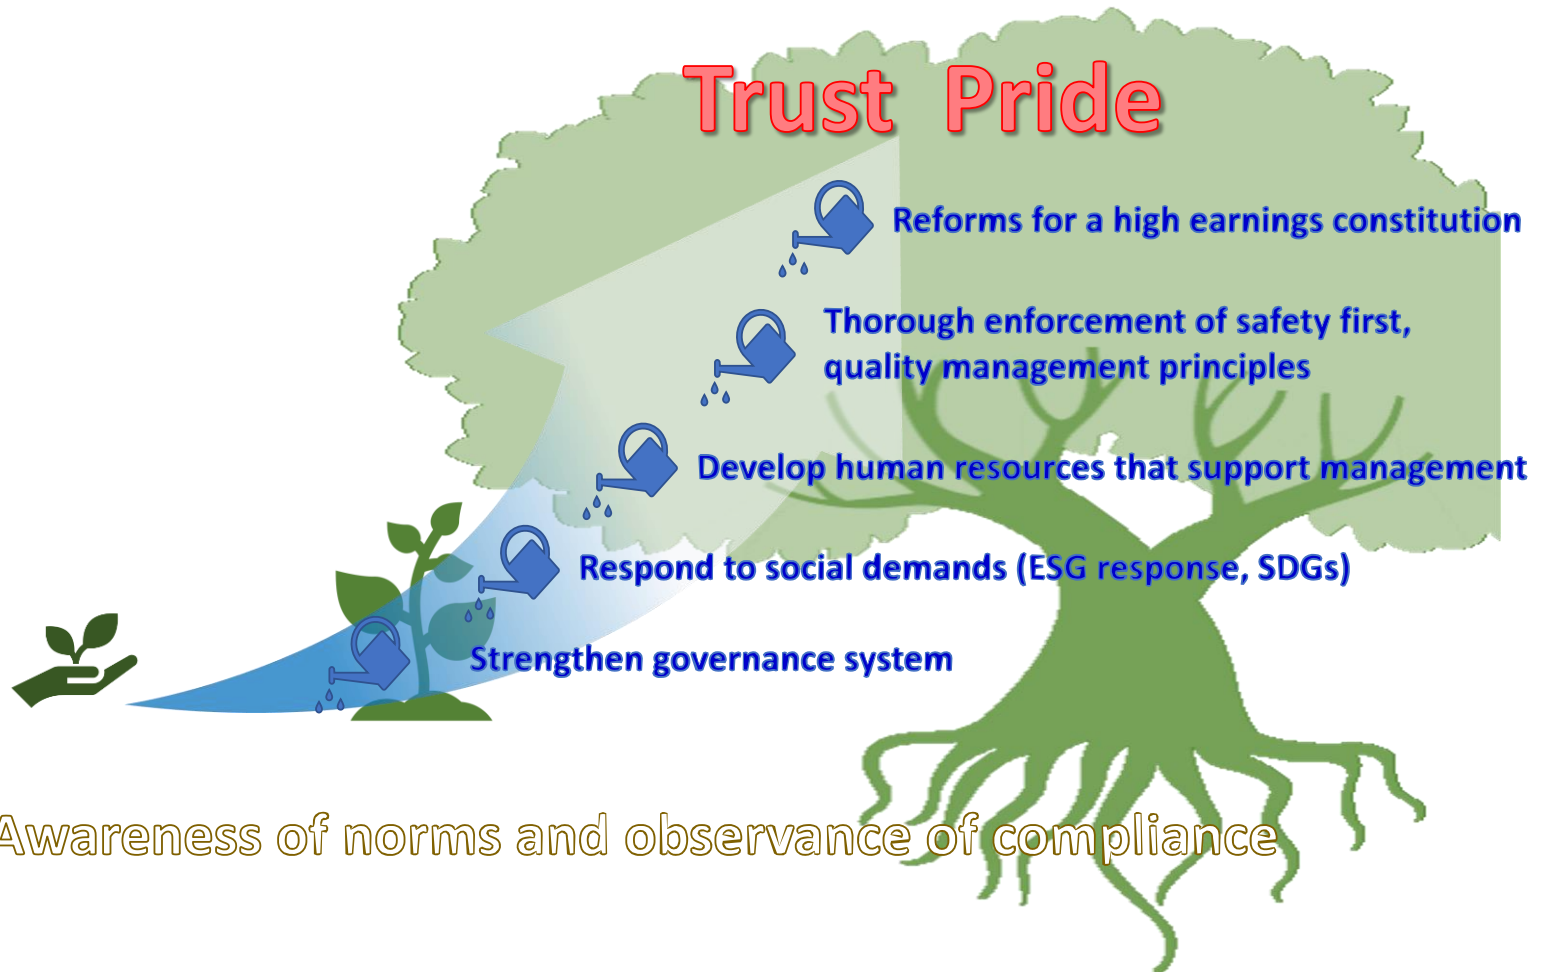 Trust Pride
Reforms for a high earnings constitution
Thorough enforcement of safety first,
quality management principles
Develop human resources that support management
Respond to social demands (ESG response, SDGs)
Strengthen governance system
Awareness of norms and observance of compliance